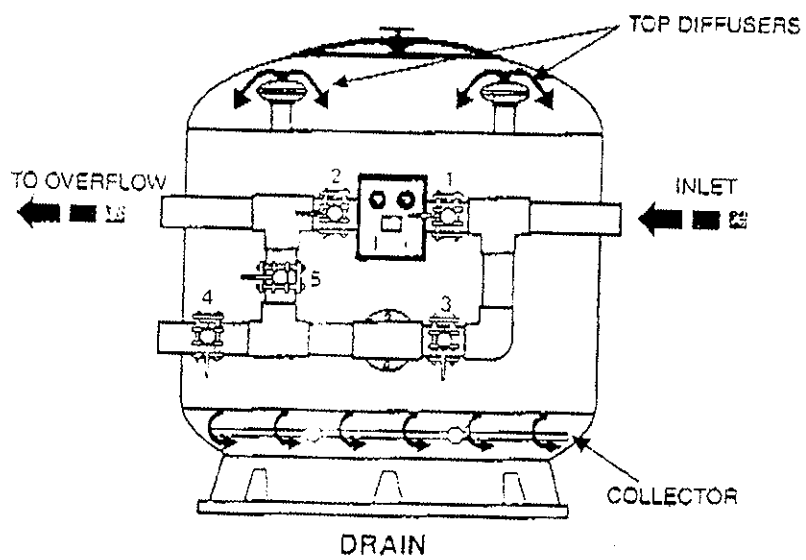 TOP DIFFUSERS
2
1
TO OVERFLOW
INLET
5
4
3
COLLECTOR
DRAIN